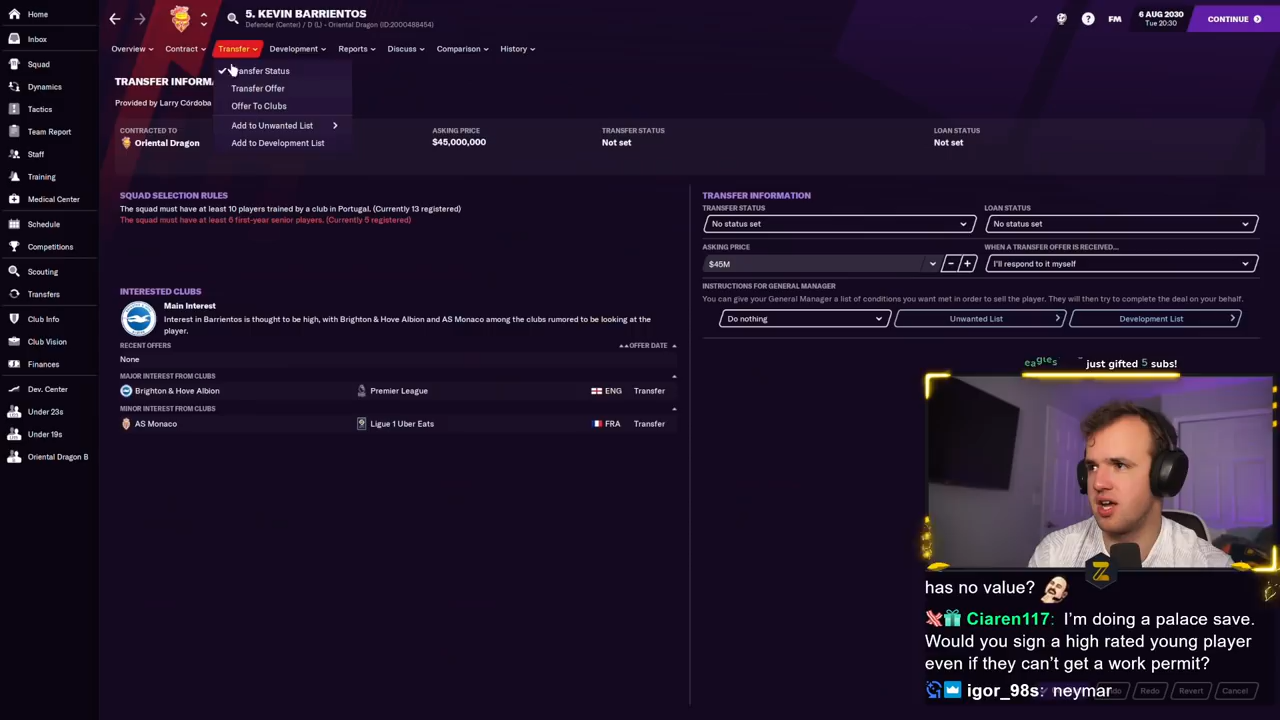 Home
5. KEVIN BARRIENTOS
Defender (Center) / D (L) - Oriental Dragon (ID:2000488454)
FM
6 AUG 2030
Tue 20:30
CONTINUE
Inbox
Squad
Dynamics
Tactics
Team Report
Staff
Training
Medical Center
Schedule
Competitions
Scouting
Transfers
Club Info
Club Vision
Finances
Dev. Center
Under 23s
Under 19s
Oriental Dragon B
Overview
Contract
Transfer
Development
Reports
Discuss
Comparison
History
Transfer Status
Transfer Offer
Offer To Clubs
Add to Unwanted List
Add to Development List
TRANSFER INFORMA
Provided by Larry Córdoba
CONTRACTED TO
Oriental Dragon
ASKING PRICE
$45,000,000
TRANSFER STATUS
Not set
LOAN STATUS
Not set
SQUAD SELECTION RULES
The squad must have at least 10 players trained by a club in Portugal. (Currently 13 registered)
The squad must have at least 6 first-year senior players. (Currently 5 registered)
INTERESTED CLUBS
Main Interest
Interest in Barrientos is thought to be high, with Brighton & Hove Albion and AS Monaco among the clubs rumored to be looking at the
player.
RECENT OFFERS
OFFER DATE
None
MAJOR INTEREST FROM CLUBS
Brighton & Hove Albion Premier League ENG Transfer
MINOR INTEREST FROM CLUBS
AS Monaco Ligue 1 Uber Eats FRA Transfer
TRANSFER INFORMATION
TRANSFER STATUS
No status set
LOAN STATUS
No status set
ASKING PRICE
$45M
WHEN A TRANSFER OFFER IS RECEIVED...
I'll respond to it myself
INSTRUCTIONS FOR GENERAL MANAGER
You can give your General Manager a list of conditions you want met in order to sell the player. They will then try to complete the deal on your behalf.
Do nothing
Unwanted List
Development List
eagles just gifted 5 subs!
has no value?
Ciaren117: I'm doing a palace save.
Would you sign a high rated young player
even if they can't get a work permit?
igor_98s: neymar
Redo
Revert
Cancel